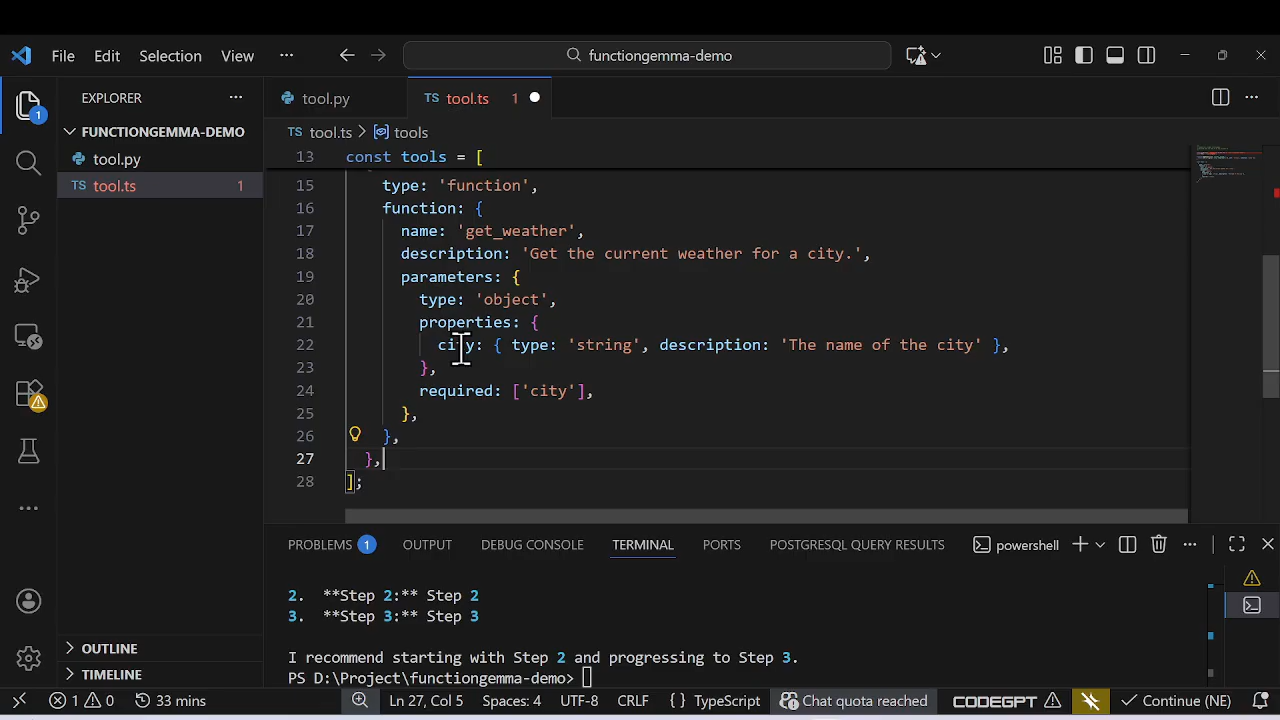 File Edit Selection View ··· functiongemma-demo
EXPLORER ···
tool.py
TS tool.ts 1
1
FUNCTIONGEMMA-DEMO
tool.py
TS tool.ts 1
TS tool.ts > tools
13 const tools = [
15 type: 'function',
16 function: {
17 name: 'get_weather',
18 description: 'Get the current weather for a city.',
19 parameters: {
20 type: 'object',
21 properties: {
22 city: { type: 'string', description: 'The name of the city' },
23 },
24 required: ['city'],
25 },
26 },
27 },
28 ];
PROBLEMS 1 OUTPUT DEBUG CONSOLE TERMINAL PORTS POSTGRESQL QUERY RESULTS powershell
2. **Step 2:** Step 2
3. **Step 3:** Step 3
I recommend starting with Step 2 and progressing to Step 3.
PS D:\Project\functiongemma-demo>
OUTLINE
TIMELINE
1 0 33 mins Ln 27, Col 5 Spaces: 4 UTF-8 CRLF {} TypeScript Chat quota reached CODEGPT Continue (NE)